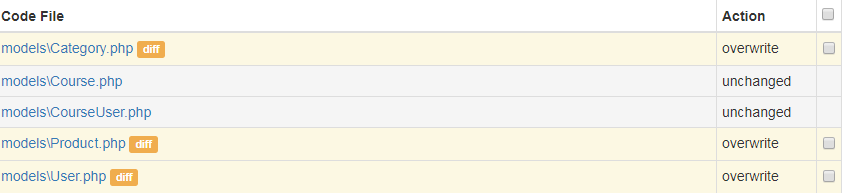 Code File Action
models\Category.php diff overwrite
models\Course.php unchanged
models\CourseUser.php unchanged
models\Product.php diff overwrite
models\User.php diff overwrite